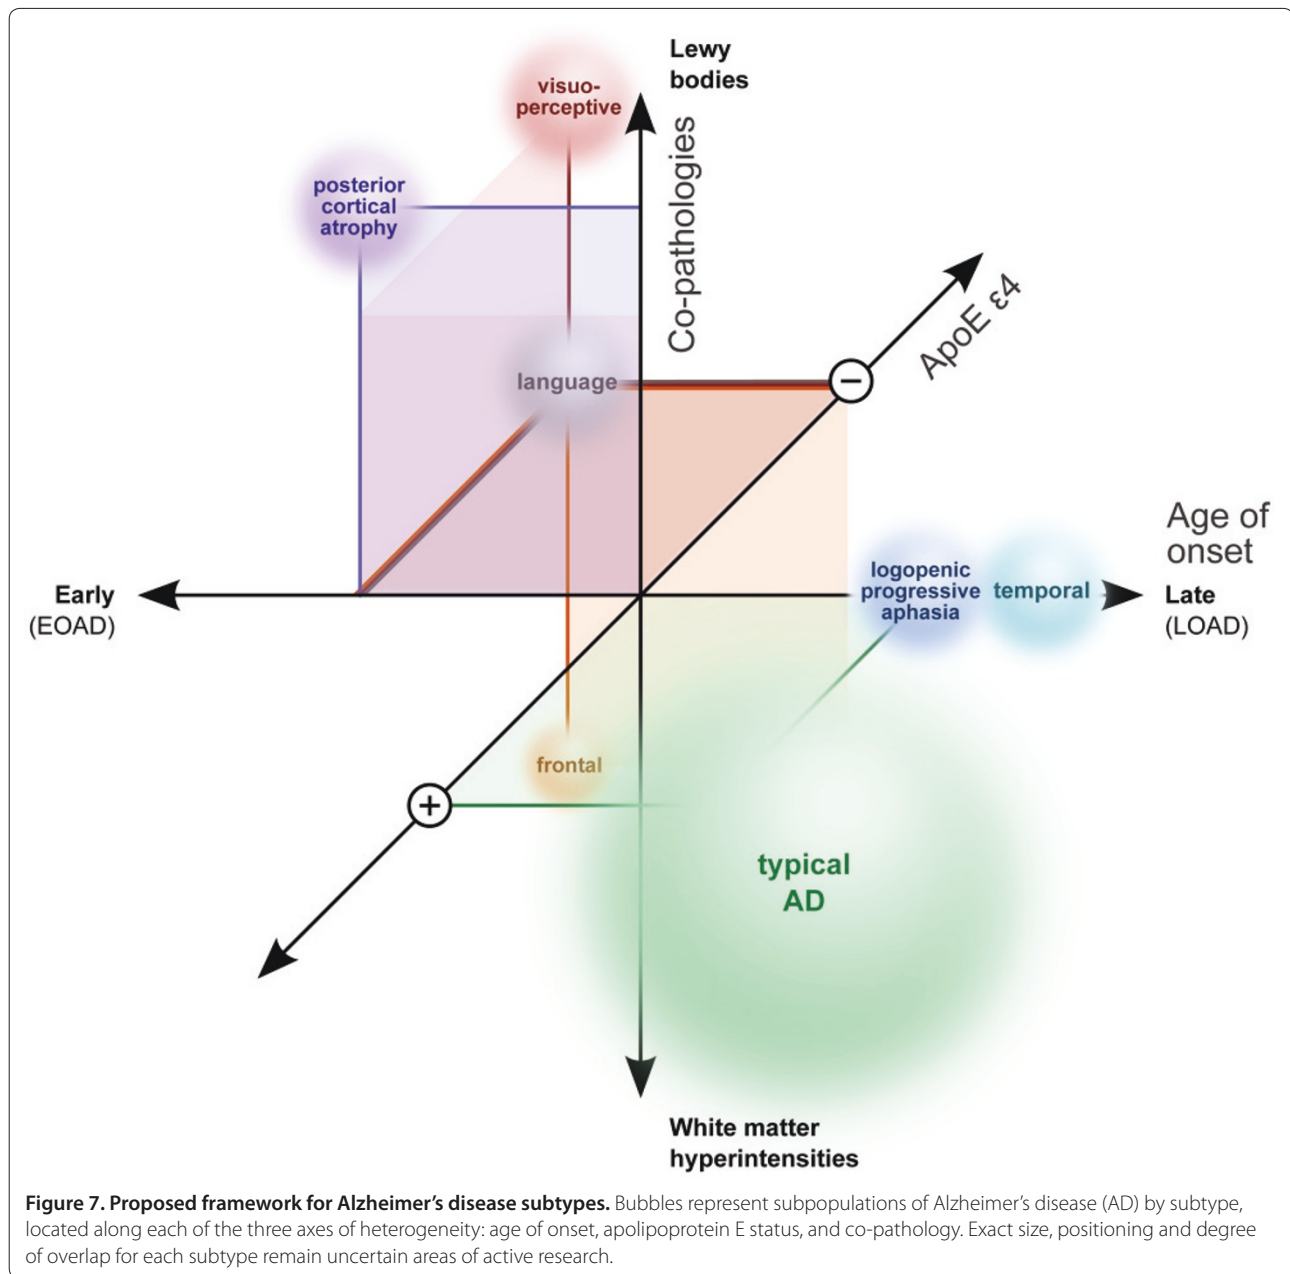 Lewy
bodies
visuo-
perceptive
Co-pathologies
posterior
cortical
atrophy
ApoE ε4
language
−
Age of
onset
Early
(EOAD)
logopenic
progressive
aphasia
temporal
Late
(LOAD)
frontal
+
typical
AD
White matter
hyperintensities
Figure 7. Proposed framework for Alzheimer’s disease subtypes. Bubbles represent subpopulations of Alzheimer’s disease (AD) by subtype,
located along each of the three axes of heterogeneity: age of onset, apolipoprotein E status, and co-pathology. Exact size, positioning and degree
of overlap for each subtype remain uncertain areas of active research.